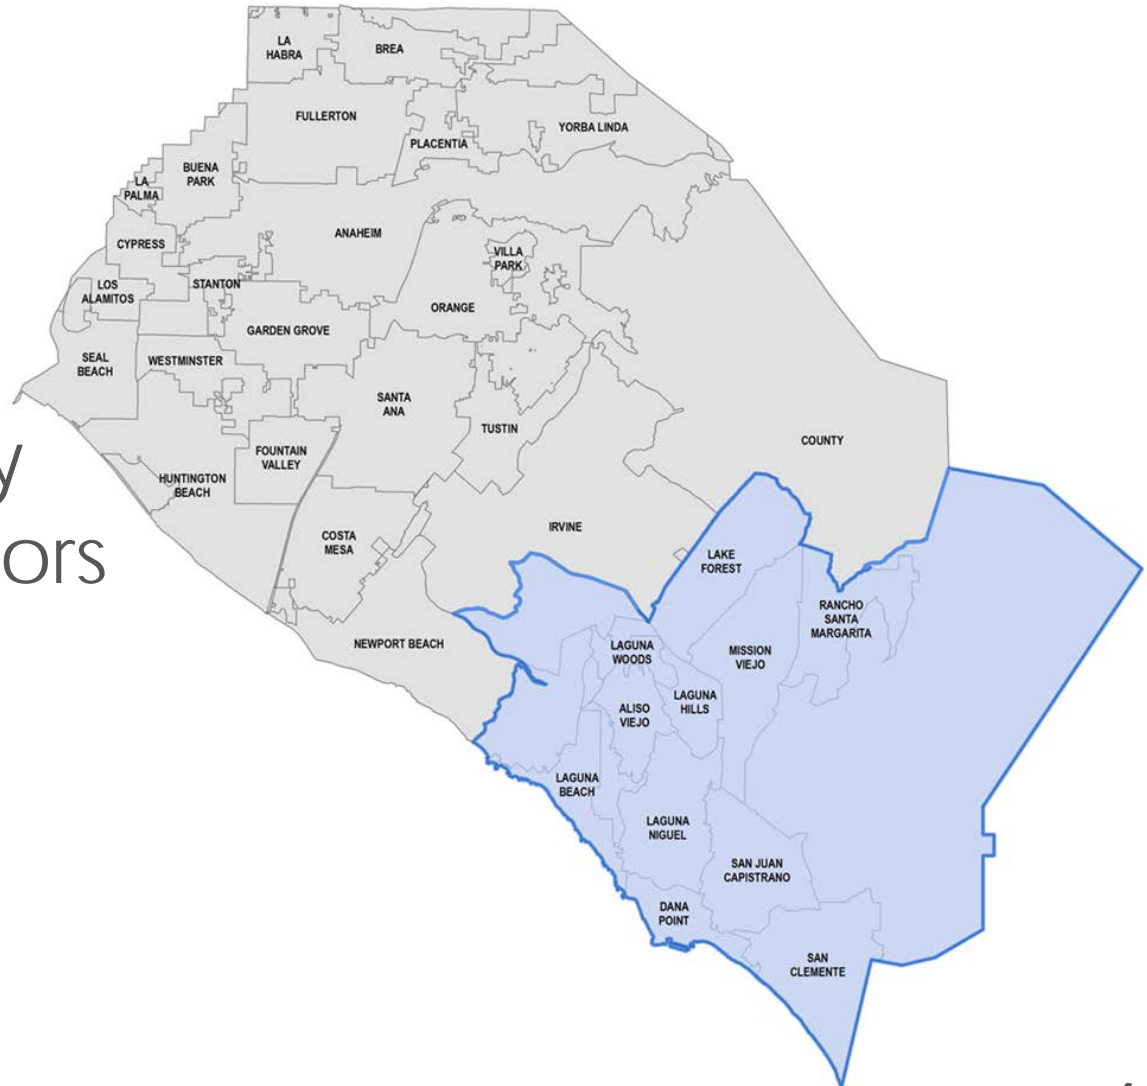 LA
HABRA
BREA
FULLERTON
PLACENTIA
YORBA LINDA
BUENA
PARK
LA
PALMA
CYPRESS
ANAHEIM
VILLA
PARK
LOS
ALAMITOS
STANTON
ORANGE
GARDEN GROVE
SEAL
BEACH
WESTMINSTER
SANTA
ANA
TUSTIN
COUNTY
y
ors
FOUNTAIN
VALLEY
HUNTINGTON
BEACH
COSTA
MESA
IRVINE
LAKE
FOREST
RANCHO
SANTA
MARGARITA
NEWPORT BEACH
LAGUNA
WOODS
MISSION
VIEJO
LAGUNA
HILLS
ALISO
VIEJO
LAGUNA
BEACH
LAGUNA
NIGUEL
SAN JUAN
CAPISTRANO
DANA
POINT
SAN
CLEMENTE